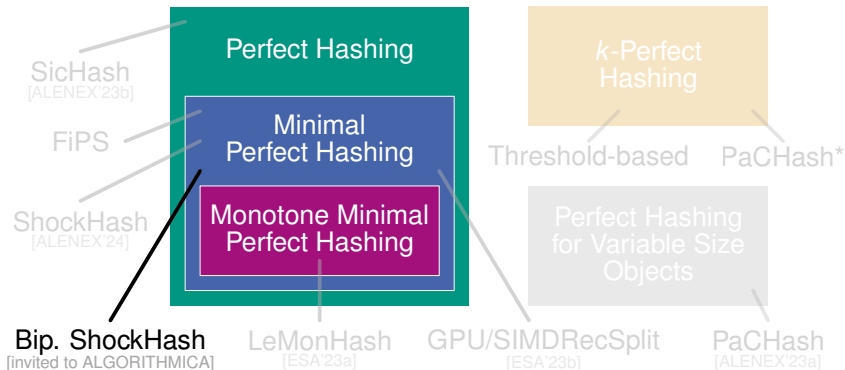 Perfect Hashing
SicHash
[ALENEX'23b]
FiPS
Minimal
Perfect Hashing
ShockHash
[ALENEX'24]
Monotone Minimal
Perfect Hashing
Bip. ShockHash
[invited to ALGORITHMICA]
LeMonHash
[ESA'23a]
GPU/SIMDRecSplit
[ESA'23b]
k-Perfect
Hashing
Threshold-based
PaCHash*
Perfect Hashing
for Variable Size
Objects
PaCHash
[ALENEX'23a]